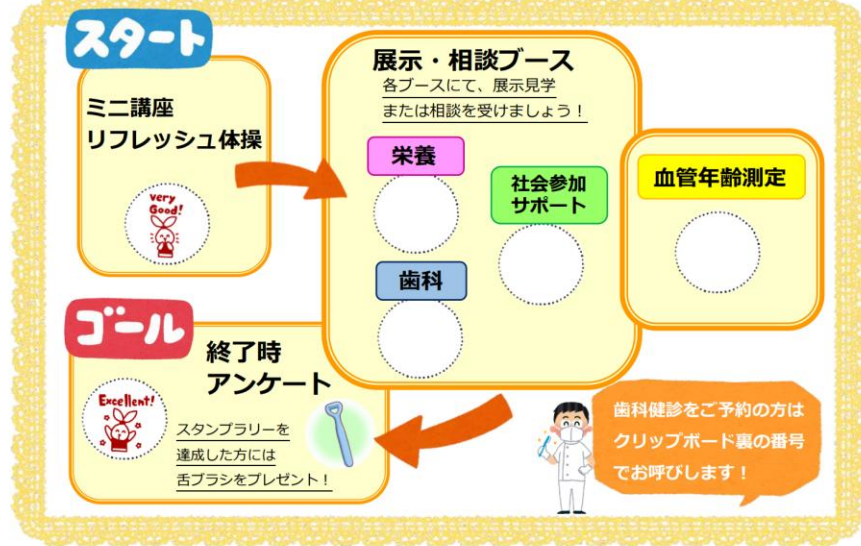 スタート
ミニ講座
リフレッシュ体操
very
Good!
展示・相談ブース
各ブースにて、展示見学
または相談を受けましょう！
栄養
社会参加
サポート
歯科
血管年齢測定
ゴール
終了時
アンケート
Excellent!
スタンプラリーを
達成した方には
舌ブラシをプレゼント！
歯科健診をご予約の方は
クリップボード裏の番号
でお呼びします！